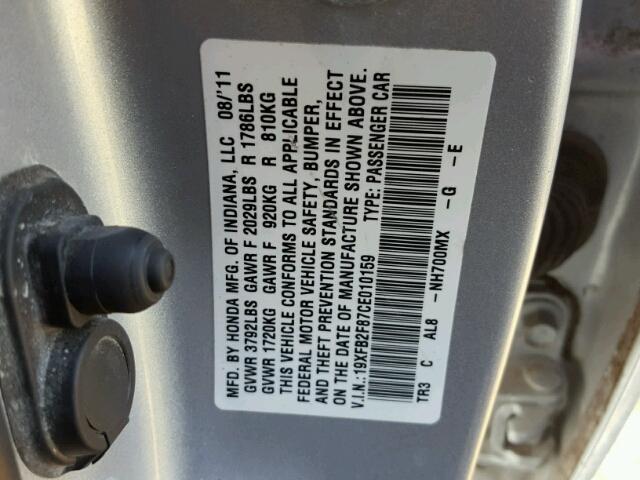 MFD. BY HONDA MFG. OF INDIANA, LLC 08/'11
GVWR 3792LBS GAWR F 2029LBS R 1786LBS
GVWR 1720KG GAWR F 920KG R 810KG
THIS VEHICLE CONFORMS TO ALL APPLICABLE
FEDERAL MOTOR VEHICLE SAFETY, BUMPER,
AND THEFT PREVENTION STANDARDS IN EFFECT
ON THE DATE OF MANUFACTURE SHOWN ABOVE.
V.I.N.:19XFB2F87CE010159 TYPE: PASSENGER CAR
TR3 C AL8 -NH700MX -G -E